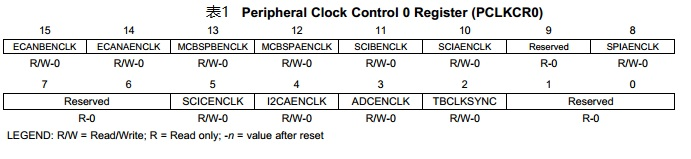 表1 Peripheral Clock Control 0 Register (PCLKCR0)
15 14 13 12 11 10 9 8
ECANBENCLK ECANAENCLK MCBSPBENCLK MCBSPAENCLK SCIBENCLK SCIAENCLK Reserved SPIAENCLK
R/W-0 R/W-0 R/W-0 R/W-0 R/W-0 R/W-0 R-0 R/W-0
7 6 5 4 3 2 1 0
Reserved SCICENCLK I2CAENCLK ADCENCLK TBCLKSYNC Reserved
R-0 R/W-0 R/W-0 R/W-0 R/W-0 R-0
LEGEND: R/W = Read/Write; R = Read only; -n = value after reset